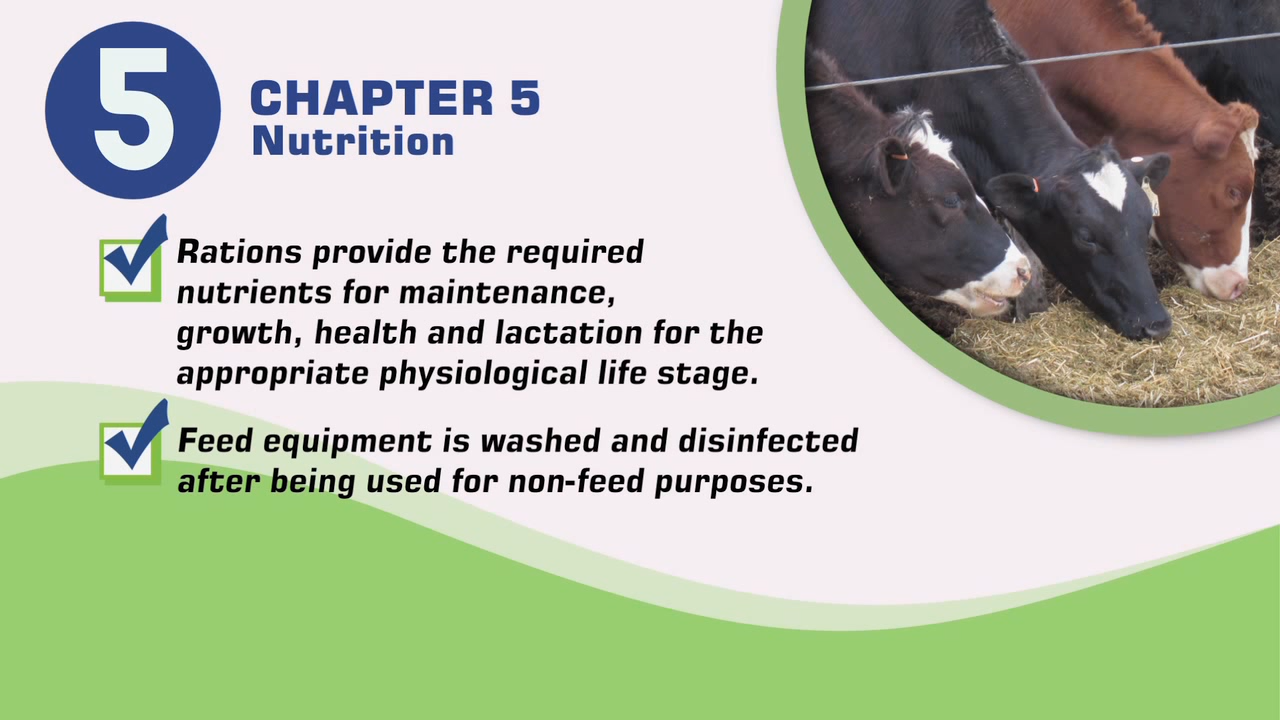 5
CHAPTER 5
Nutrition
Rations provide the required
nutrients for maintenance,
growth, health and lactation for the
appropriate physiological life stage.
Feed equipment is washed and disinfected
after being used for non-feed purposes.